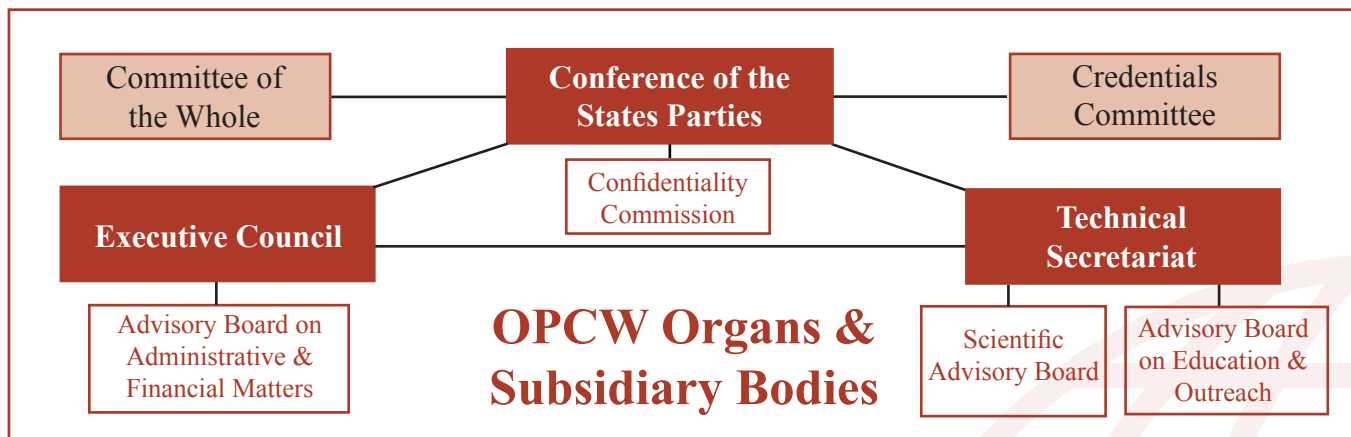 Committee of
the Whole
Conference of the
States Parties
Credentials
Committee
Confidentiality
Commission
Executive Council
Technical
Secretariat
Advisory Board on
Administrative &
Financial Matters
OPCW Organs &
Subsidiary Bodies
Scientific
Advisory Board
Advisory Board
on Education &
Outreach